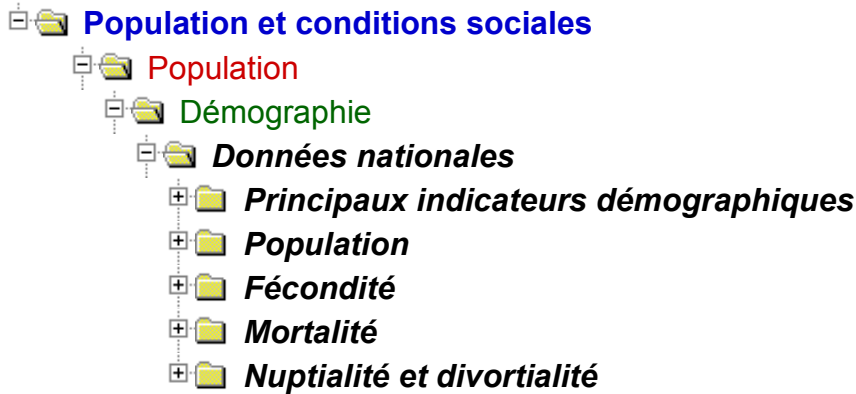 Population et conditions sociales
Population
Démographie
Données nationales
Principaux indicateurs démographiques
Population
Fécondité
Mortalité
Nuptialité et divortialité